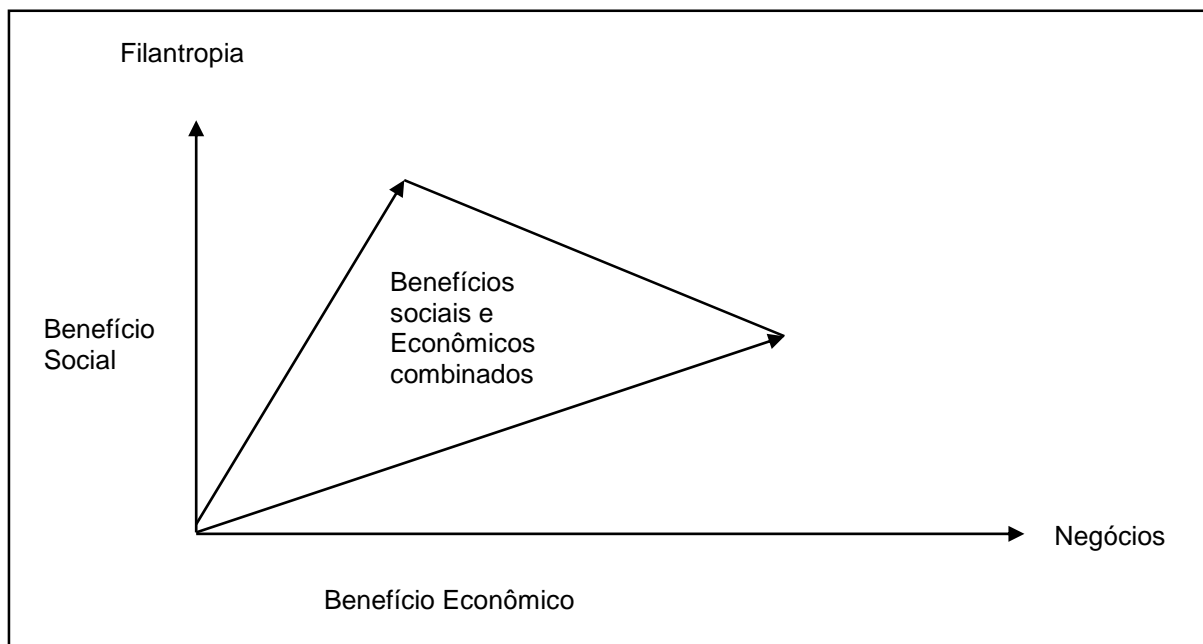 Filantropia
Benefícios
sociais e
Econômicos
combinados
Benefício
Social
Negócios
Benefício Econômico